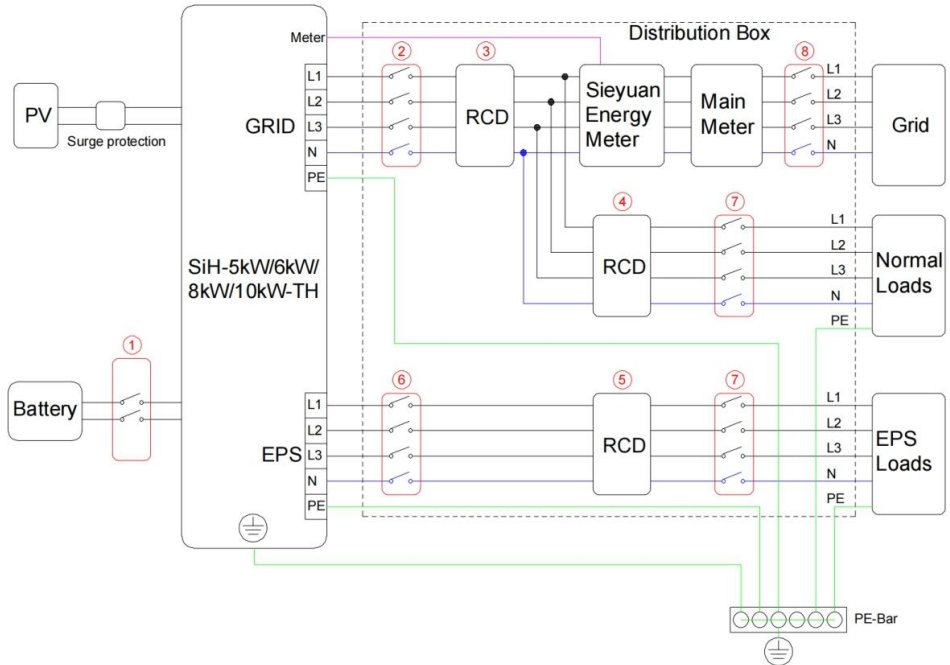 Distribution Box
Meter
②
③
⑧
L1
L2
L3
N
PE
GRID
RCD
Sieyuan
Energy
Meter
Main
Meter
L1
L2
L3
N
Grid
PV
Surge protection
④
⑦
RCD
L1
L2
L3
N
PE
Normal
Loads
SiH-5kW/6kW/
8kW/10kW-TH
①
Battery
⑥
⑤
⑦
L1
L2
L3
N
PE
EPS
RCD
L1
L2
L3
N
PE
EPS
Loads
PE-Bar